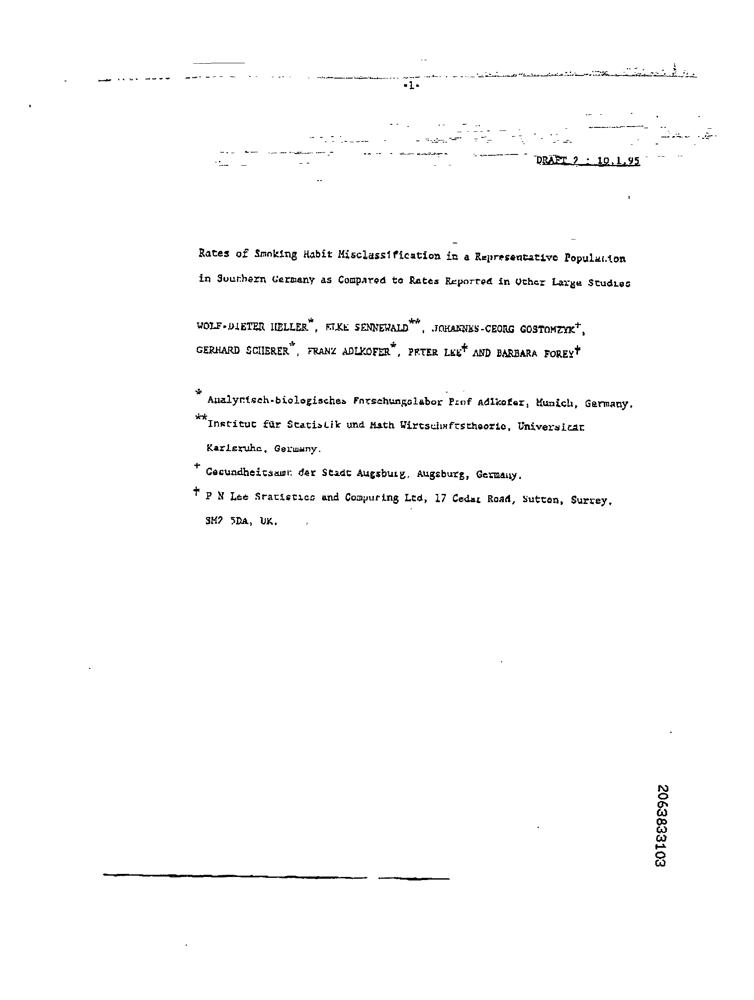 -1-
DRAFT 2 : 10.1.95
Rates of Smoking Habit Misclassification in a Representative Population
in Southern Germany as Compared to Rates Reported in Other Large Studies
WOLF-DIETER HELLER*, ELKE SENNEWALD**, JOHANNES-GEORG GOSTOMZYK+,
GERHARD SCHERER*, FRANZ ADLKOFER*, PETER LEE† AND BARBARA FOREY†
* Analytisch-biologisches Forschungslabor Prof Adlkofer, Munich, Germany.
**Institut für Statistik und Math Wirtschaftstheorie, Universitat
Karlsruhe, Germany.
+ Gesundheitsamt der Stadt Augsburg, Augsburg, Germany.
† P N Lee Statistics and Computing Ltd, 17 Cedar Road, Sutton, Surrey.
SM2 5DA, UK.
2063833103